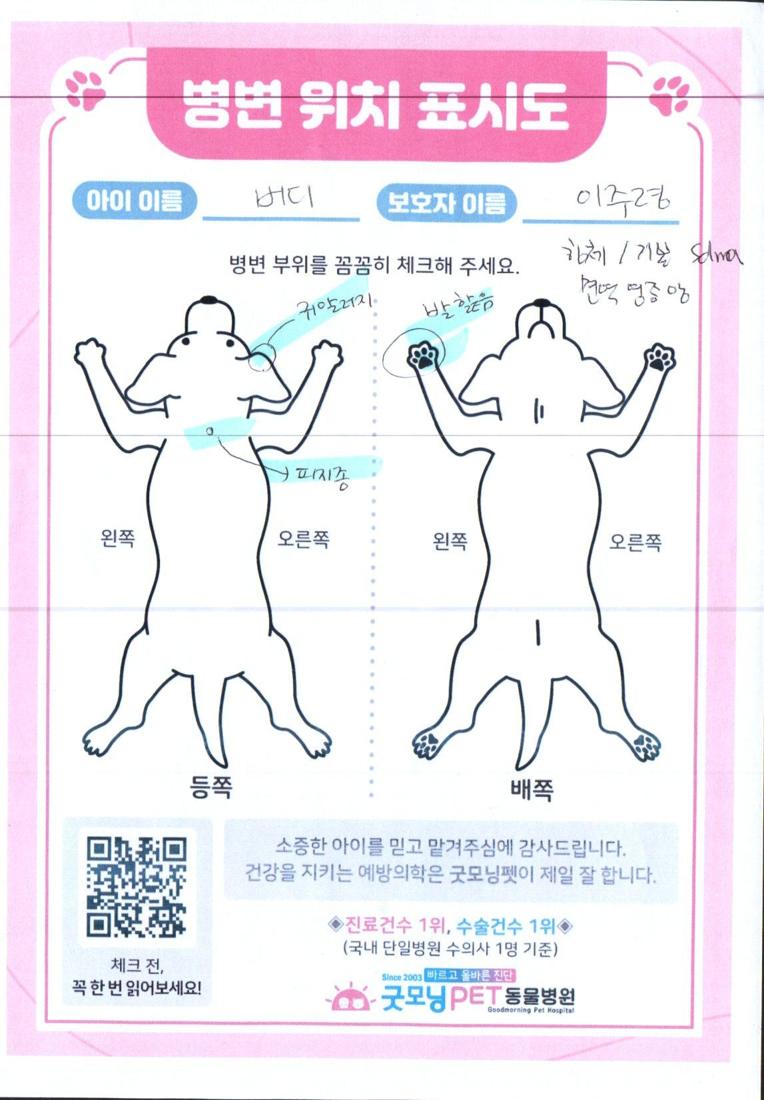 병변 위치 표시도
아이 이름 버디 보호자 이름 이주령
병변 부위를 꼼꼼히 체크해 주세요.
항체 / 기본 Sdma
면역 염증 암
귀알러지
발 핥음
피지종
왼쪽 오른쪽 왼쪽 오른쪽
등쪽 배쪽
소중한 아이를 믿고 맡겨주심에 감사드립니다.
건강을 지키는 예방의학은 굿모닝펫이 제일 잘 합니다.
◈진료건수 1위, 수술건수 1위◈
(국내 단일병원 수의사 1명 기준)
체크 전,
꼭 한 번 읽어보세요!
Since 2003 바르고 올바른 진단
굿모닝PET동물병원
Goodmorning Pet Hospital